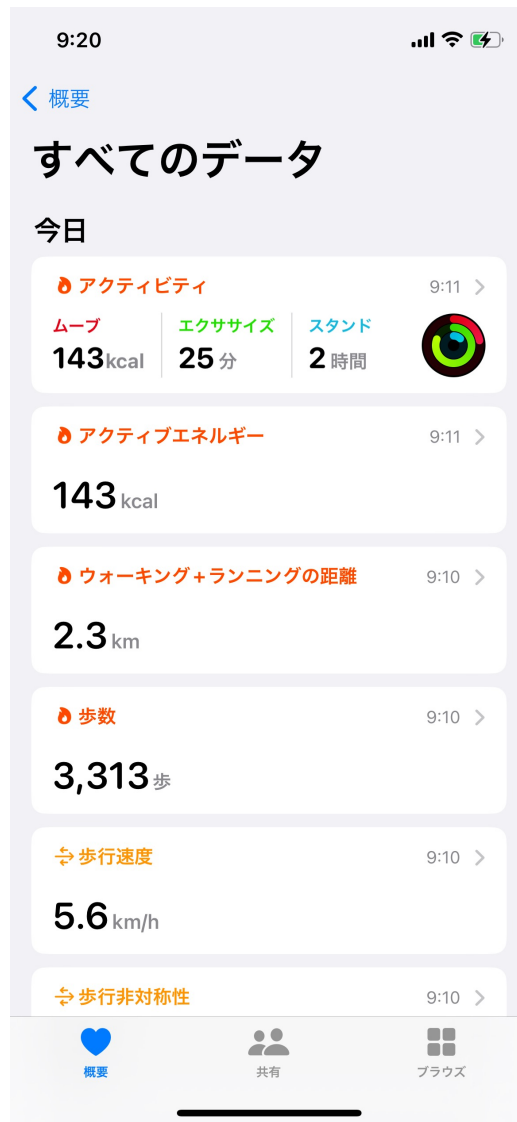 9:20
概要
すべてのデータ
今日
アクティビティ 9:11
ムーブ エクササイズ スタンド
143kcal 25分 2時間
アクティブエネルギー 9:11
143kcal
ウォーキング+ランニングの距離 9:10
2.3km
歩数 9:10
3,313歩
歩行速度 9:10
5.6km/h
歩行非対称性 9:10
概要 共有 ブラウズ